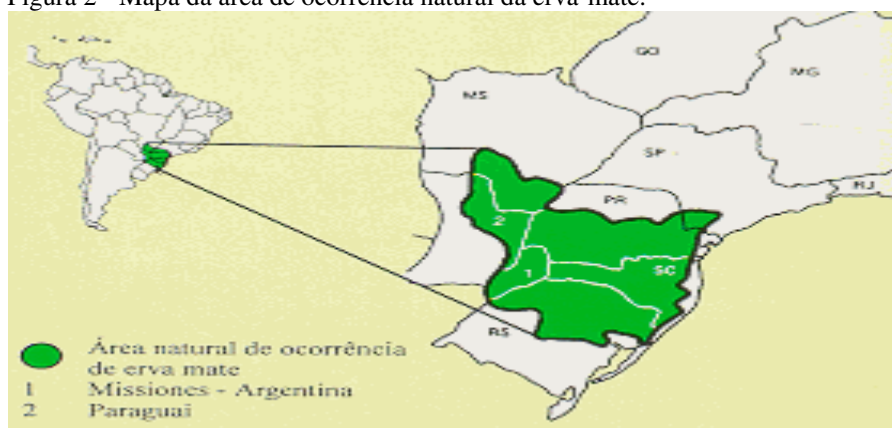 Figura 2 - Mapa da área de ocorrência natural da erva-mate.
GO
MG
MS
SP
RJ
PR
2
SC
1
RS
Área natural de ocorrência
de erva mate
1 Missiones - Argentina
2 Paraguai